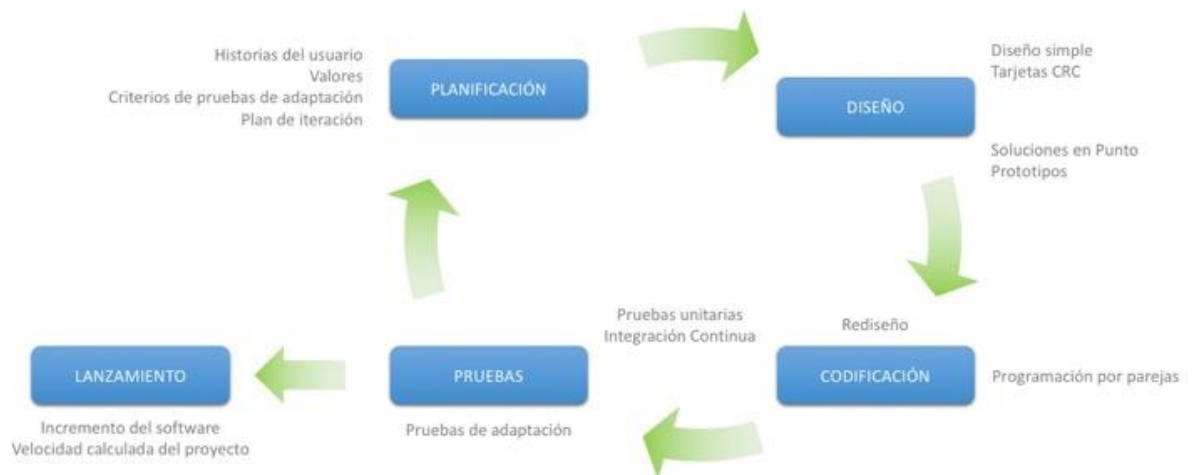 Historias del usuario
Valores
Criterios de pruebas de adaptación
Plan de iteración
PLANIFICACIÓN
Diseño simple
Tarjetas CRC
DISEÑO
Soluciones en Punto
Prototipos
Pruebas unitarias
Integración Continua
Rediseño
CODIFICACIÓN
Programación por parejas
PRUEBAS
Pruebas de adaptación
LANZAMIENTO
Incremento del software
Velocidad calculada del proyecto